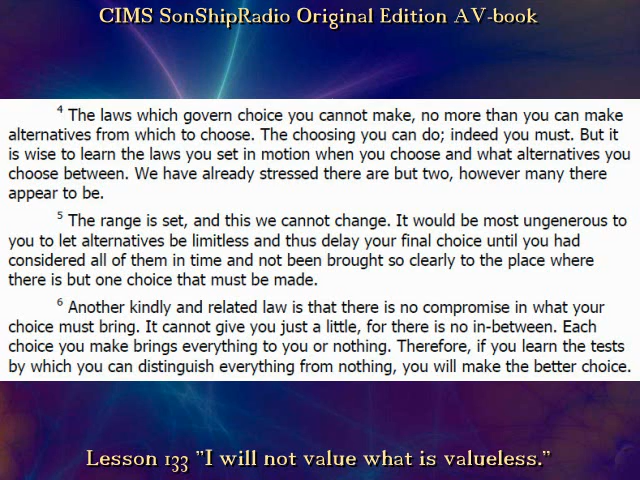 CIMS SonShipRadio Original Edition AV-book
4 The laws which govern choice you cannot make, no more than you can make
alternatives from which to choose. The choosing you can do; indeed you must. But it
is wise to learn the laws you set in motion when you choose and what alternatives you
choose between. We have already stressed there are but two, however many there
appear to be.
5 The range is set, and this we cannot change. It would be most ungenerous to
you to let alternatives be limitless and thus delay your final choice until you had
considered all of them in time and not been brought so clearly to the place where
there is but one choice that must be made.
6 Another kindly and related law is that there is no compromise in what your
choice must bring. It cannot give you just a little, for there is no in-between. Each
choice you make brings everything to you or nothing. Therefore, if you learn the tests
by which you can distinguish everything from nothing, you will make the better choice.
Lesson 133 "I will not value what is valueless."